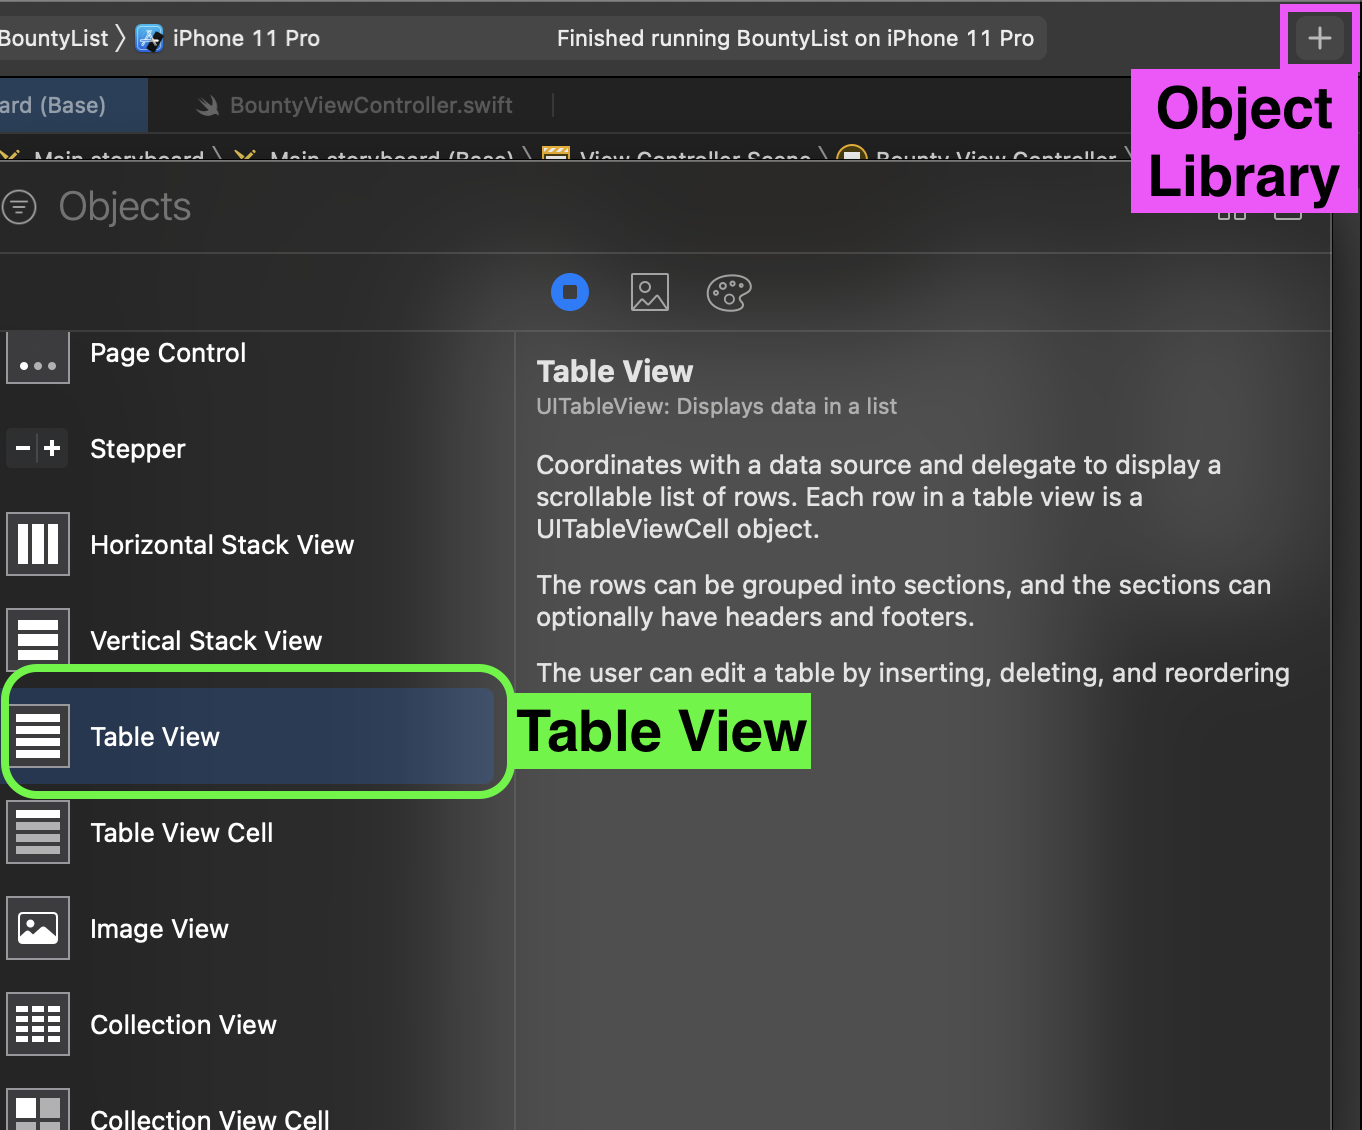 BountyList
iPhone 11 Pro
Finished running BountyList on iPhone 11 Pro
ard (Base)
BountyViewController.swift
Object
Library
Main storyboard
Main storyboard (Base)
View Controller Scene
Bounty View Controller
Objects
Page Control
Stepper
Horizontal Stack View
Vertical Stack View
Table View
Table View Cell
Image View
Collection View
Collection View Cell
Table View
UITableView: Displays data in a list
Coordinates with a data source and delegate to display a
scrollable list of rows. Each row in a table view is a
UITableViewCell object.
The rows can be grouped into sections, and the sections can
optionally have headers and footers.
The user can edit a table by inserting, deleting, and reordering
Table View